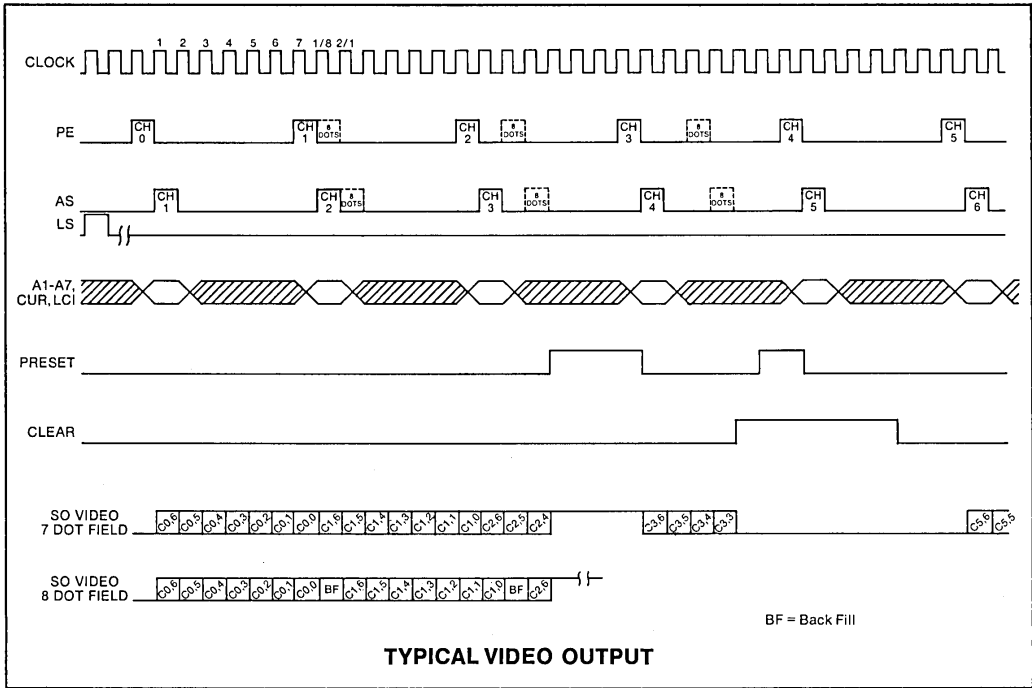 1 2 3 4 5 6 7 1/8 2/1
CLOCK
PE
CH 0
CH 1
8 DOTS
CH 2
8 DOTS
CH 3
8 DOTS
CH 4
CH 5
AS
CH 1
CH 2
8 DOTS
CH 3
8 DOTS
CH 4
8 DOTS
CH 5
CH 6
LS
A1-A7,
CUR, LCI
PRESET
CLEAR
SO VIDEO
7 DOT FIELD
C0,6 C0,5 C0,4 C0,3 C0,2 C0,1 C0,0 C1,6 C1,5 C1,4 C1,3 C1,2 C1,1 C1,0 C2,6 C2,5 C2,4 C3,6 C3,5 C3,4 C3,3 C5,6 C5,5
SO VIDEO
8 DOT FIELD
C0,6 C0,5 C0,4 C0,3 C0,2 C0,1 C0,0 BF C1,6 C1,5 C1,4 C1,3 C1,2 C1,1 C1,0 BF C2,6
BF = Back Fill
TYPICAL VIDEO OUTPUT